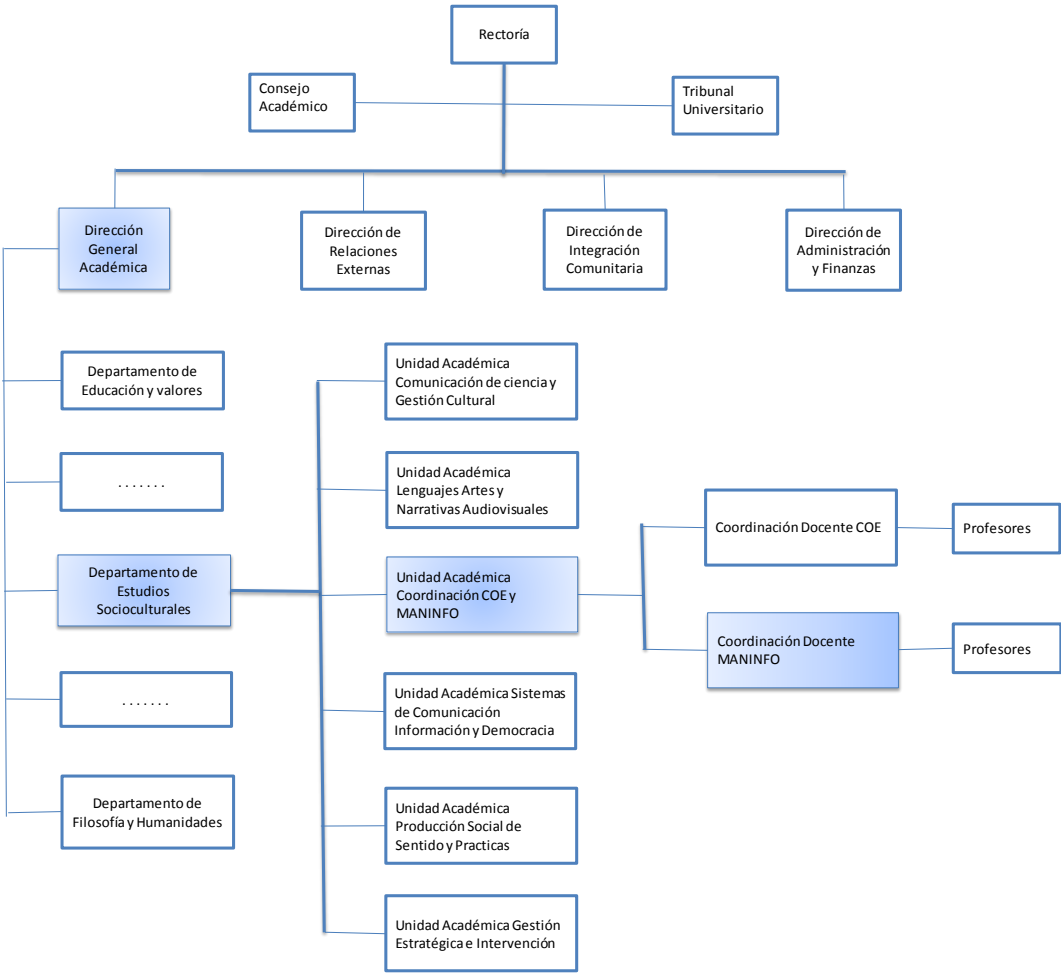 Rectoría
Consejo
Académico
Tribunal
Universitario
Dirección
General
Académica
Dirección de
Relaciones
Externas
Dirección de
Integración
Comunitaria
Dirección de
Administración
y Finanzas
Departamento de
Educación y valores
. . . . . . .
Departamento de
Estudios
Socioculturales
. . . . . . .
Departamento de
Filosofía y Humanidades
Unidad Académica
Comunicación de ciencia y
Gestión Cultural
Unidad Académica
Lenguajes Artes y
Narrativas Audiovisuales
Unidad Académica
Coordinación COE y
MANINFO
Unidad Académica Sistemas
de Comunicación
Información y Democracia
Unidad Académica
Producción Social de
Sentido y Practicas
Unidad Académica Gestión
Estratégica e Intervención
Coordinación Docente COE
Profesores
Coordinación Docente
MANINFO
Profesores